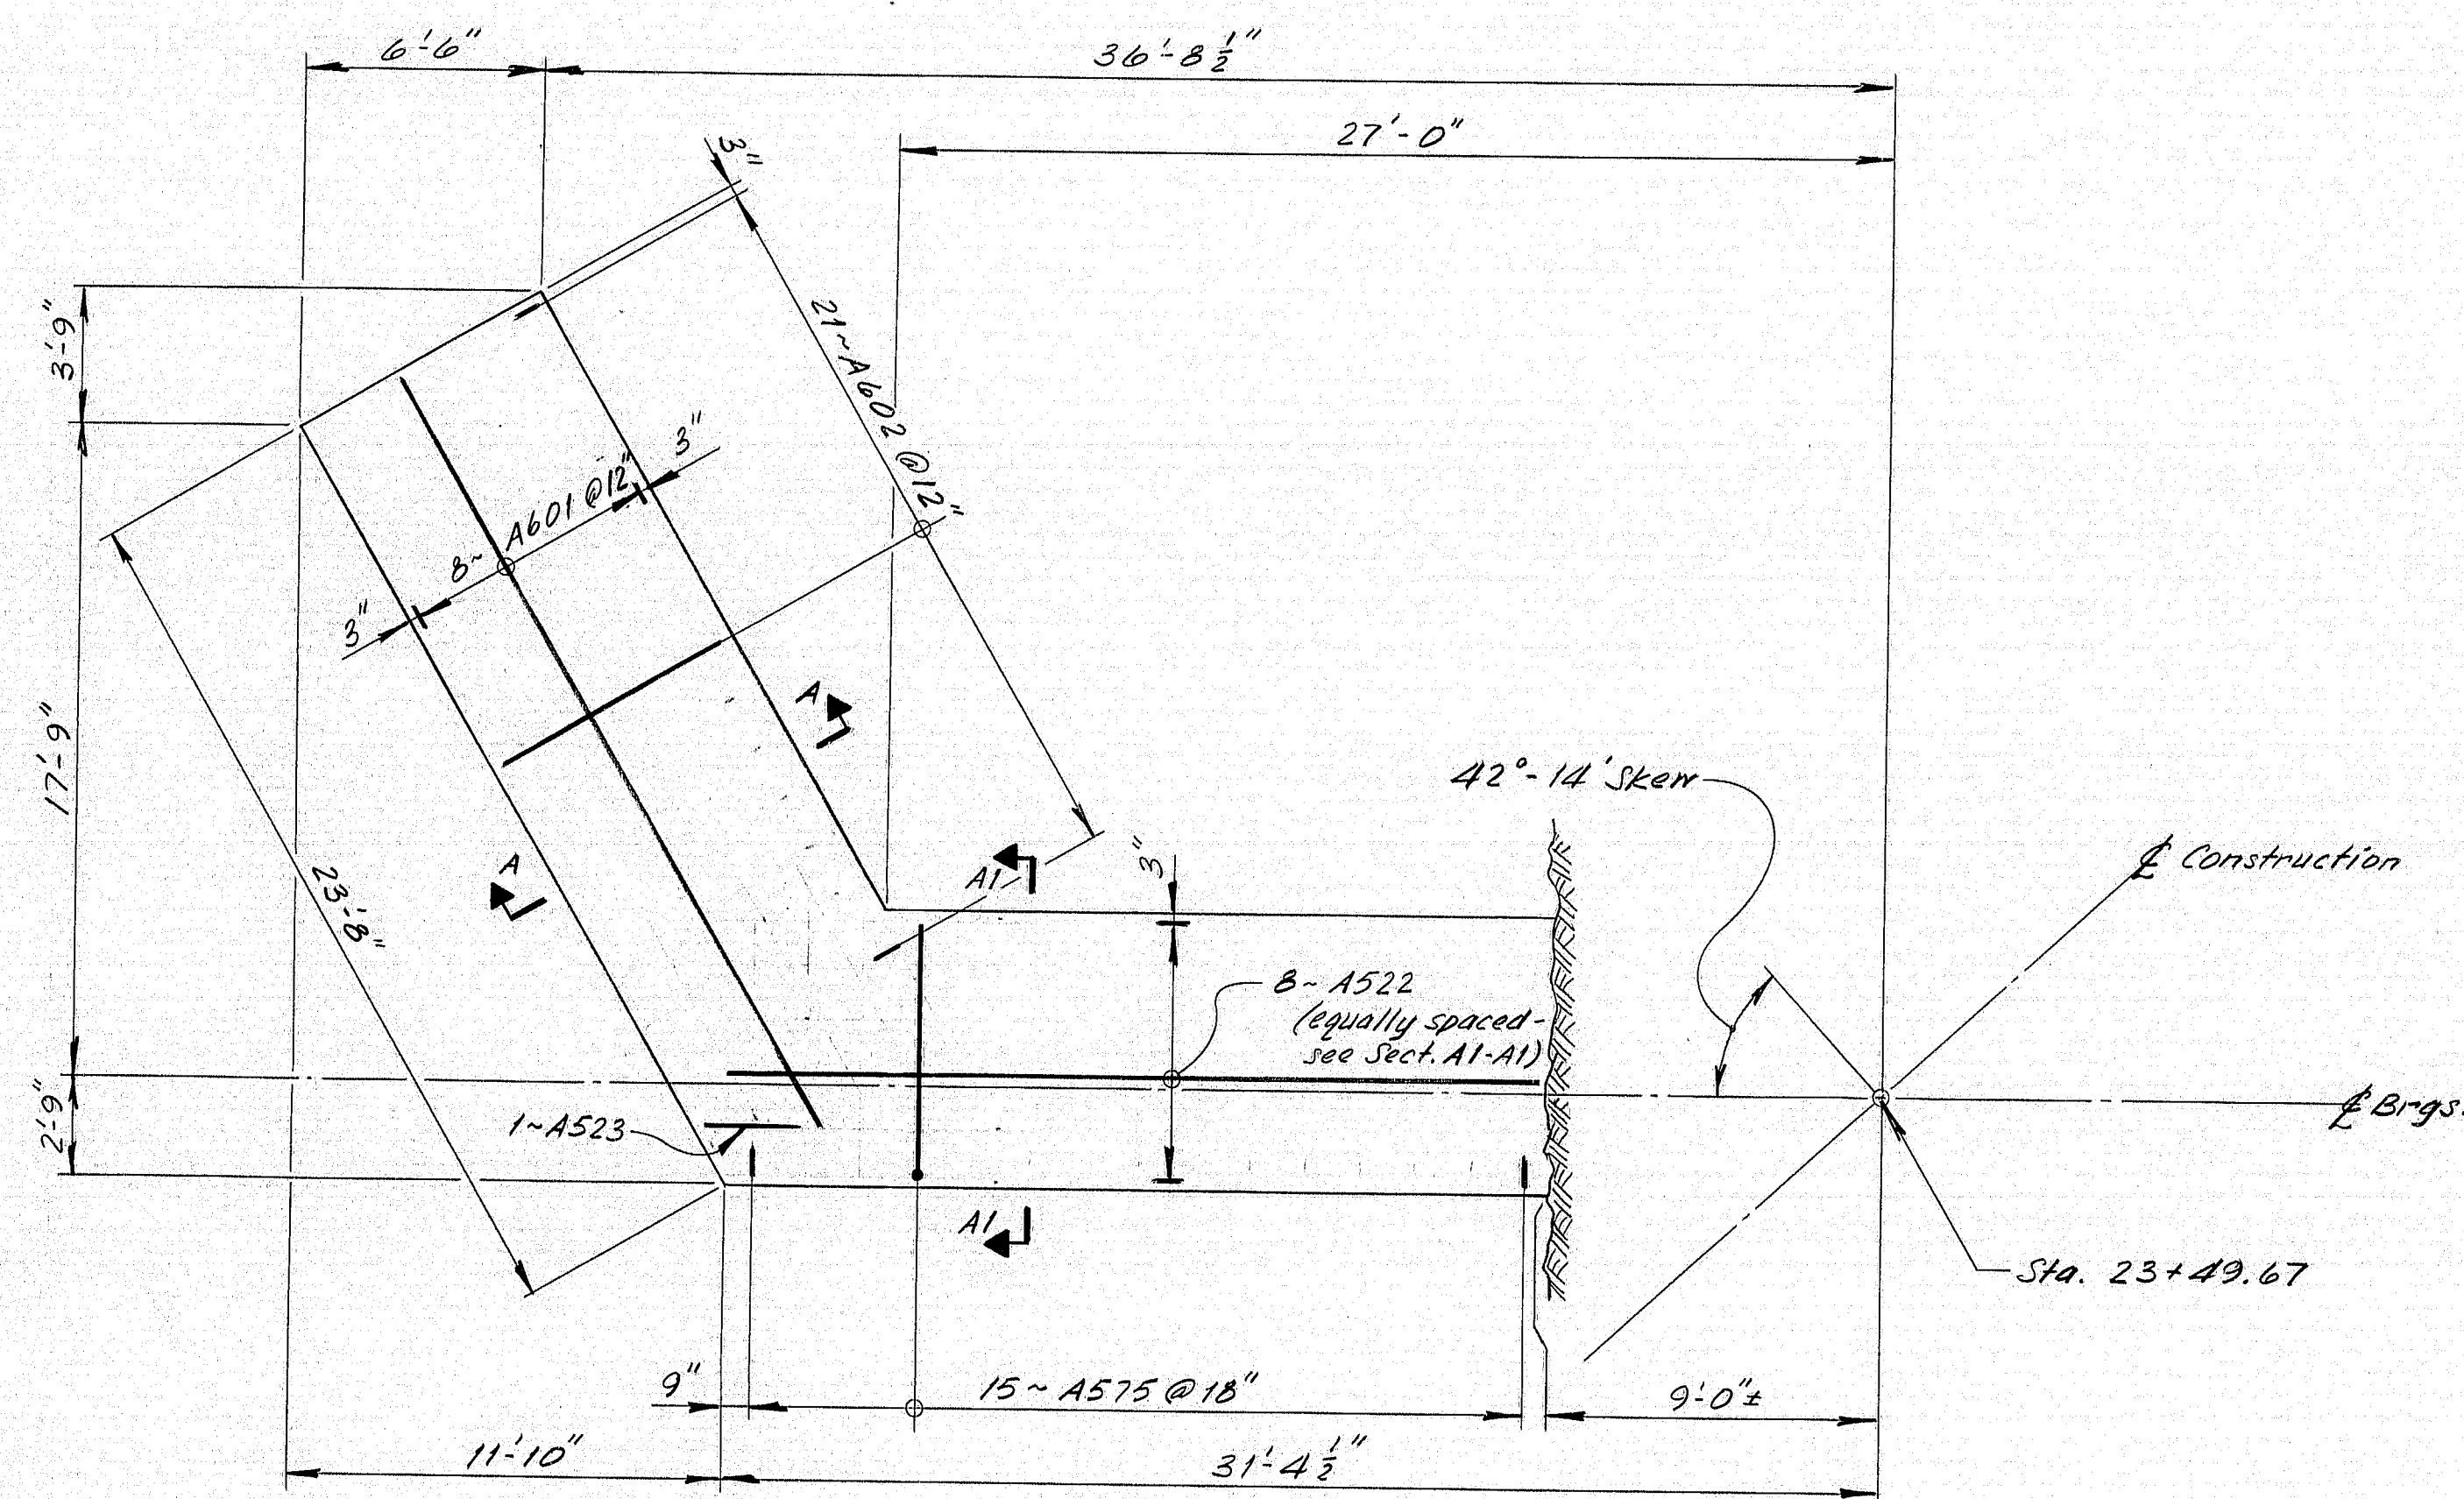 6'-6"
36'-8 1/2"
27'-0"
3"
3'-9"
21~A602 @12"
3"
8~ A601 @12"
3"
17'-9"
A
42°-14' Skew
A
A1
3"
℄ Construction
23'-8"
8~ A522
(equally spaced-
see Sect. A1-A1)
2'-9"
1~A523
℄ Brgs.
A1
Sta. 23+49.67
9"
15~ A575 @ 18"
9'-0"±
11'-10"
31'-4 1/2"